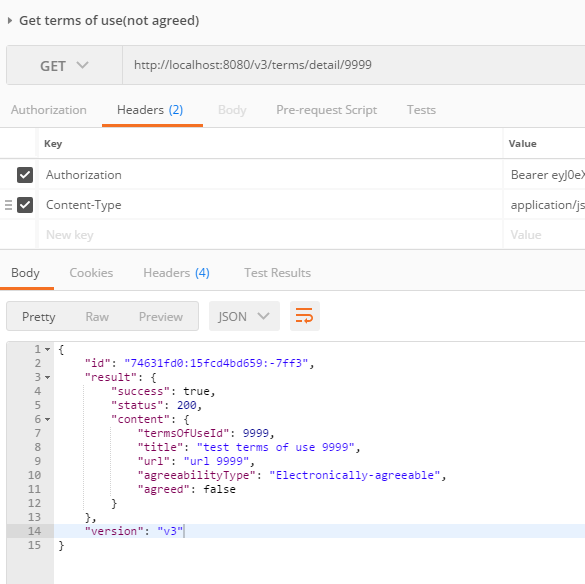 Get terms of use(not agreed)
GET http://localhost:8080/v3/terms/detail/9999
Authorization Headers (2) Body Pre-request Script Tests
Key Value
Authorization Bearer eyJ0eX
Content-Type application/js
New key Value
Body Cookies Headers (4) Test Results
Pretty Raw Preview JSON
1 {
2 "id": "74631fd0:15fcd4bd659:-7ff3",
3 "result": {
4 "success": true,
5 "status": 200,
6 "content": {
7 "termsOfUseId": 9999,
8 "title": "test terms of use 9999",
9 "url": "url 9999",
10 "agreeabilityType": "Electronically-agreeable",
11 "agreed": false
12 }
13 },
14 "version": "v3"
15 }